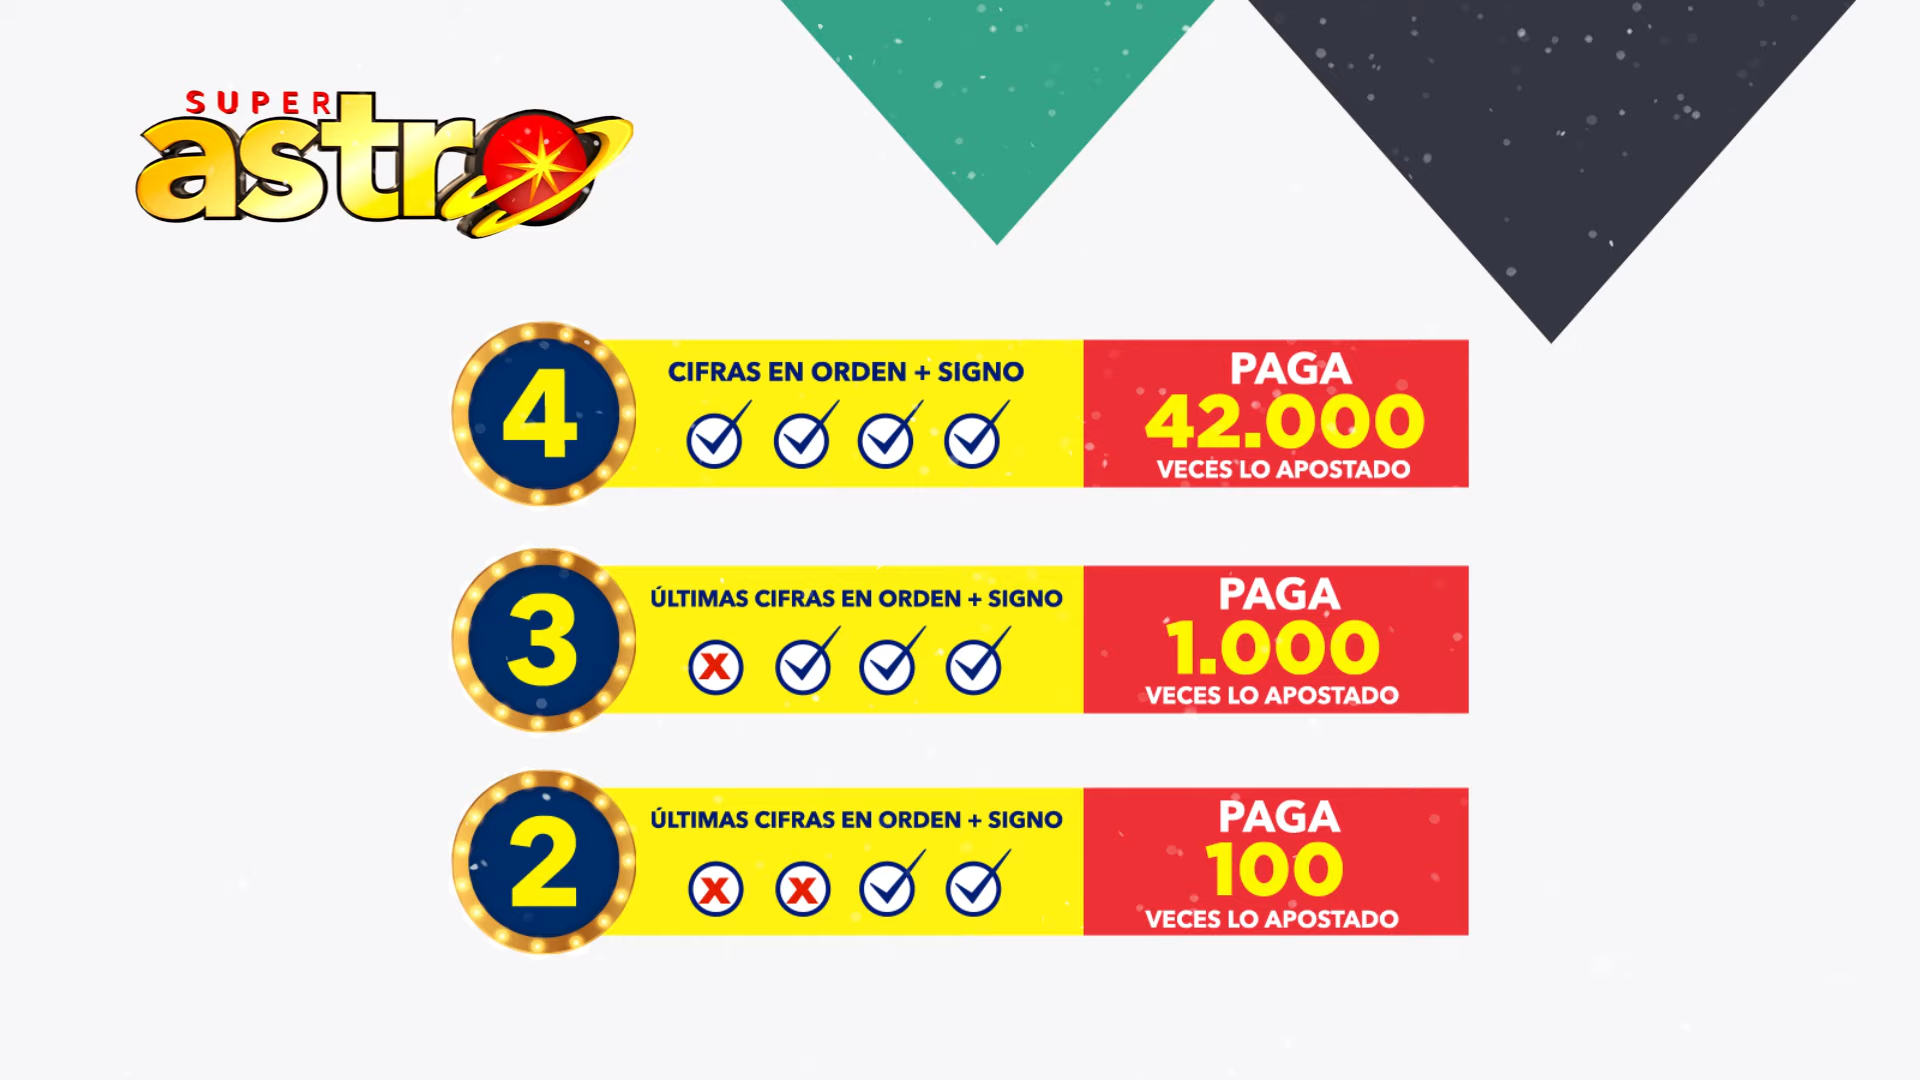 SUPER
astro
4
CIFRAS EN ORDEN + SIGNO
PAGA
42.000
VECES LO APOSTADO
3
ÚLTIMAS CIFRAS EN ORDEN + SIGNO
X
PAGA
1.000
VECES LO APOSTADO
2
ÚLTIMAS CIFRAS EN ORDEN + SIGNO
X X
PAGA
100
VECES LO APOSTADO